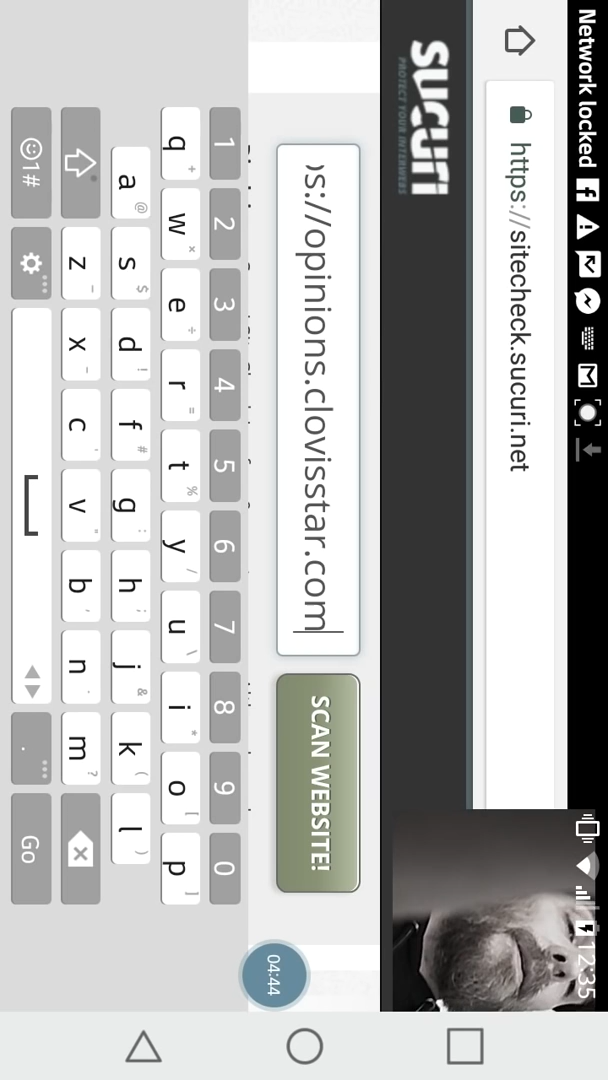 Network locked 12:35
https://sitecheck.sucuri.net
sucuri
PROTECT YOUR INTERWEBS
s://opinions.clovisstar.com
SCAN WEBSITE!
04:44
1 2 3 4 5 6 7 8 9 0
q w e r t y u i o p
a s d f g h j k l
z x c v b n m
1# . Go